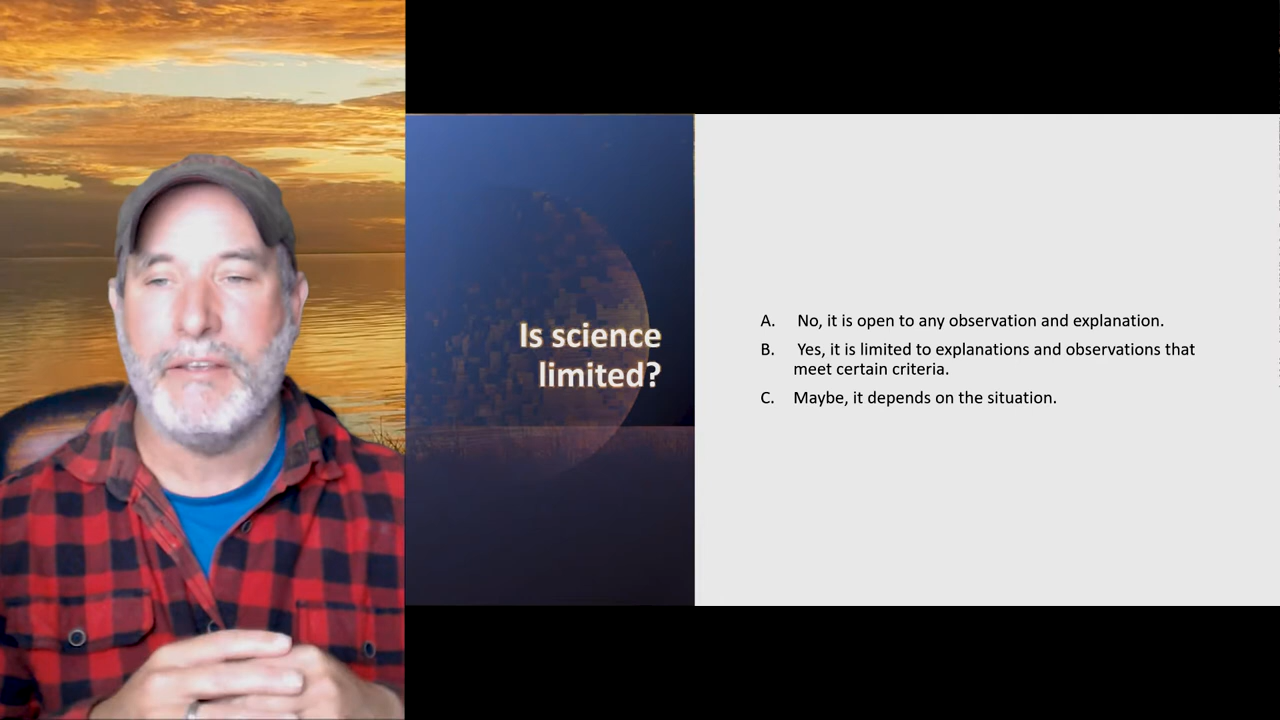 Is science
limited?
A. No, it is open to any observation and explanation.
B. Yes, it is limited to explanations and observations that
meet certain criteria.
C. Maybe, it depends on the situation.